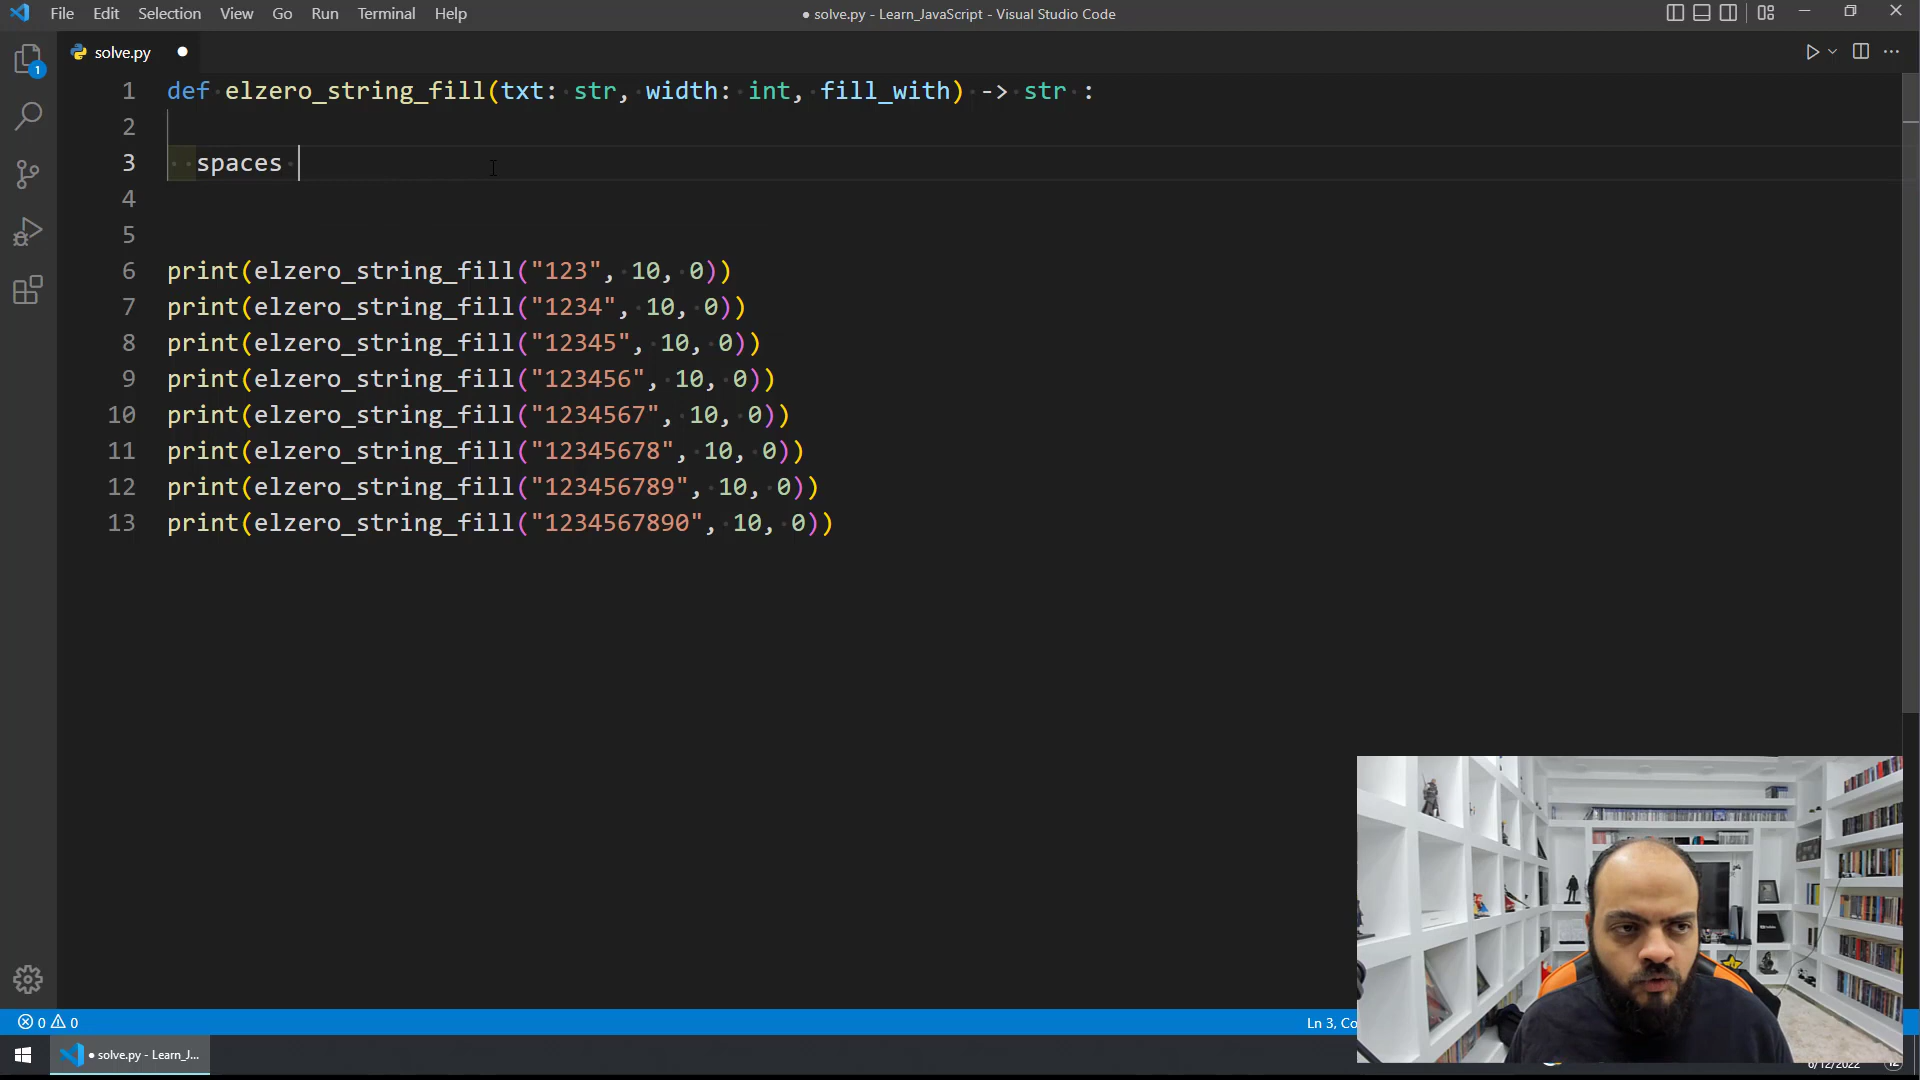 File Edit Selection View Go Run Terminal Help
● solve.py - Learn_JavaScript - Visual Studio Code
solve.py
1
1 def elzero_string_fill(txt: str, width: int, fill_with) -> str :
2
3 spaces
4
5
6 print(elzero_string_fill("123", 10, 0))
7 print(elzero_string_fill("1234", 10, 0))
8 print(elzero_string_fill("12345", 10, 0))
9 print(elzero_string_fill("123456", 10, 0))
10 print(elzero_string_fill("1234567", 10, 0))
11 print(elzero_string_fill("12345678", 10, 0))
12 print(elzero_string_fill("123456789", 10, 0))
13 print(elzero_string_fill("1234567890", 10, 0))
0 0
Ln 3, Co
● solve.py - Learn_J...
6/12/2022